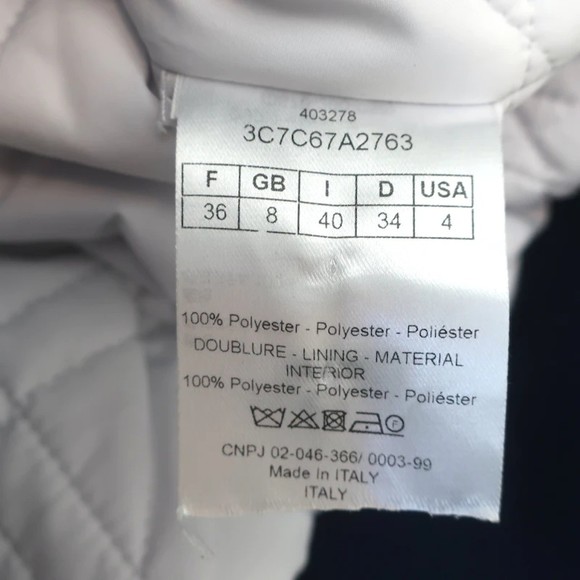 403278
3C7C67A2763
F GB I D USA
36 8 40 34 4
100% Polyester - Polyester - Poliéster
DOUBLURE - LINING - MATERIAL
INTERIOR
100% Polyester - Polyester - Poliéster
F
CNPJ 02-046-366/ 0003-99
Made In ITALY
ITALY